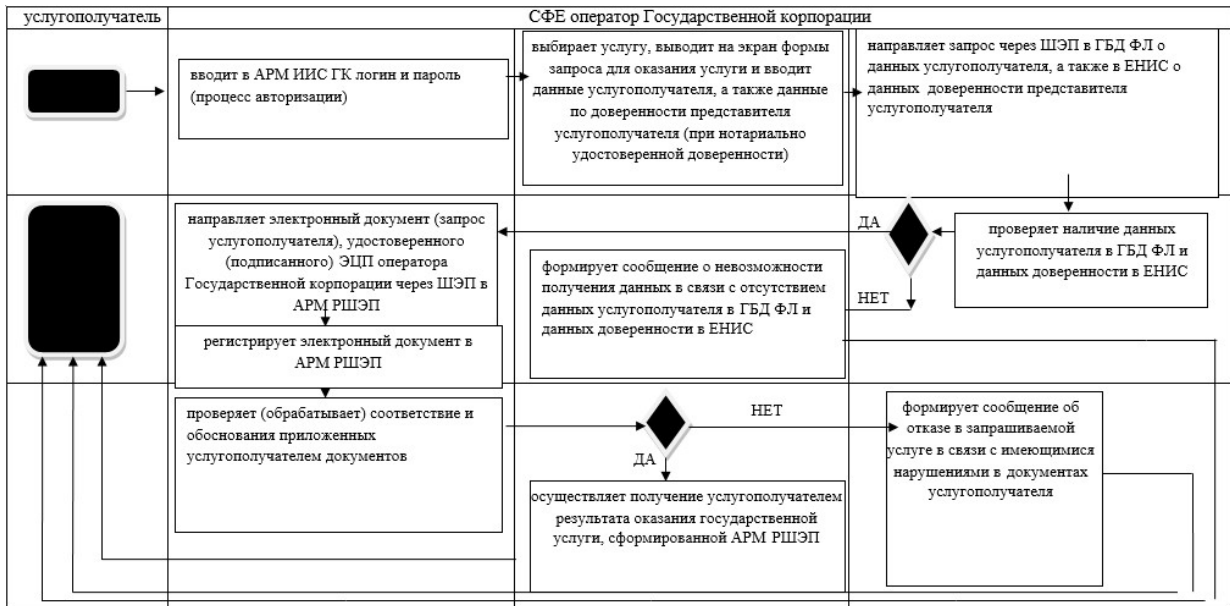 услугополучатель
СФЕ оператор Государственной корпорации
вводит в АРМ ИИС ГК логин и пароль
(процесс авторизации)
выбирает услугу, выводит на экран формы
запроса для оказания услуги и вводит
данные услугополучателя, а также данные
по доверенности представителя
услугополучателя (при нотариально
удостоверенной доверенности)
направляет запрос через ШЭП в ГБД ФЛ о
данных услугополучателя, а также в ЕНИС о
данных доверенности представителя
услугополучателя
направляет электронный документ (запрос
услугополучателя), удостоверенного
(подписанного) ЭЦП оператора
Государственной корпорации через ШЭП в
АРМ РШЭП
ДА
НЕТ
проверяет наличие данных
услугополучателя в ГБД ФЛ и
данных доверенности в ЕНИС
формирует сообщение о невозможности
получения данных в связи с отсутствием
данных услугополучателя в ГБД ФЛ и
данных доверенности в ЕНИС
регистрирует электронный документ в
АРМ РШЭП
проверяет (обрабатывает) соответствие и
обоснования приложенных
услугополучателем документов
НЕТ
ДА
формирует сообщение об
отказе в запрашиваемой
услуге в связи с имеющимися
нарушениями в документах
услугополучателя
осуществляет получение услугополучателем
результата оказания государственной
услуги, сформированной АРМ РШЭП